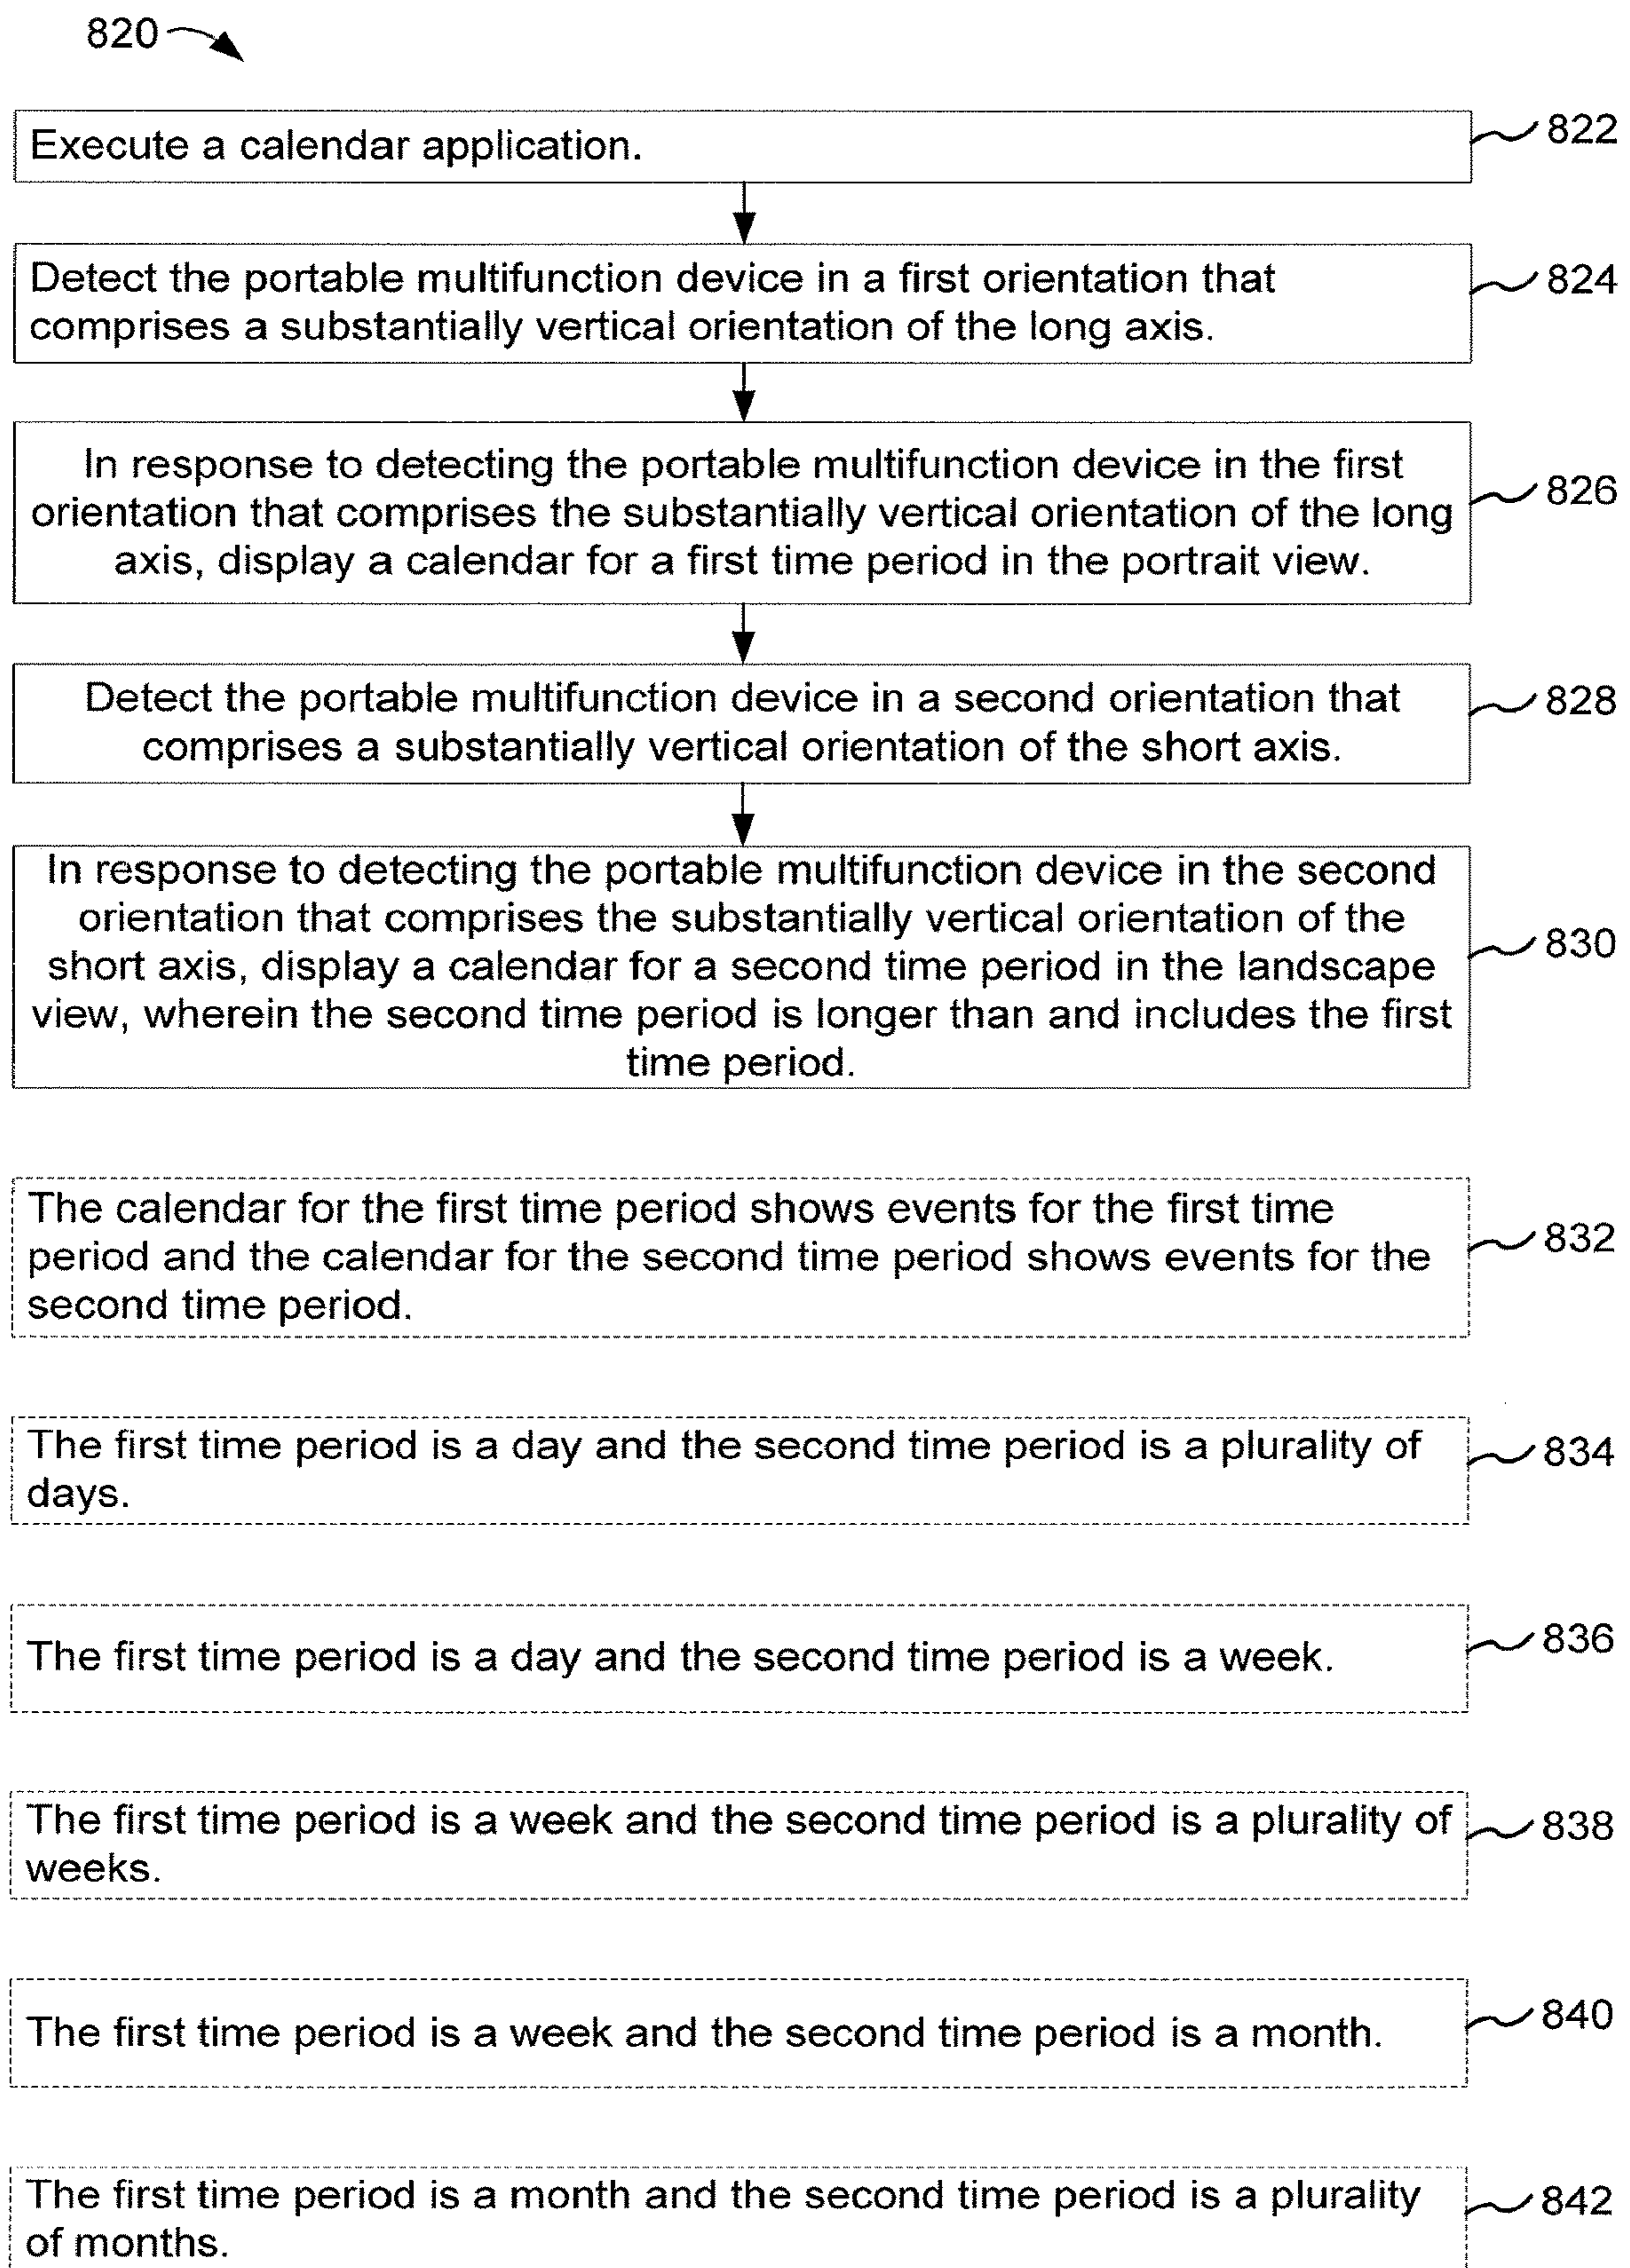 820
Execute a calendar application.
822
Detect the portable multifunction device in a first orientation that
comprises a substantially vertical orientation of the long axis.
824
In response to detecting the portable multifunction device in the first
orientation that comprises the substantially vertical orientation of the long
axis, display a calendar for a first time period in the portrait view.
826
Detect the portable multifunction device in a second orientation that
comprises a substantially vertical orientation of the short axis.
828
In response to detecting the portable multifunction device in the second
orientation that comprises the substantially vertical orientation of the
short axis, display a calendar for a second time period in the landscape
view, wherein the second time period is longer than and includes the first
time period.
830
The calendar for the first time period shows events for the first time
period and the calendar for the second time period shows events for the
second time period.
832
The first time period is a day and the second time period is a plurality of
days.
834
The first time period is a day and the second time period is a week.
836
The first time period is a week and the second time period is a plurality of
weeks.
838
The first time period is a week and the second time period is a month.
840
The first time period is a month and the second time period is a plurality
of months.
842